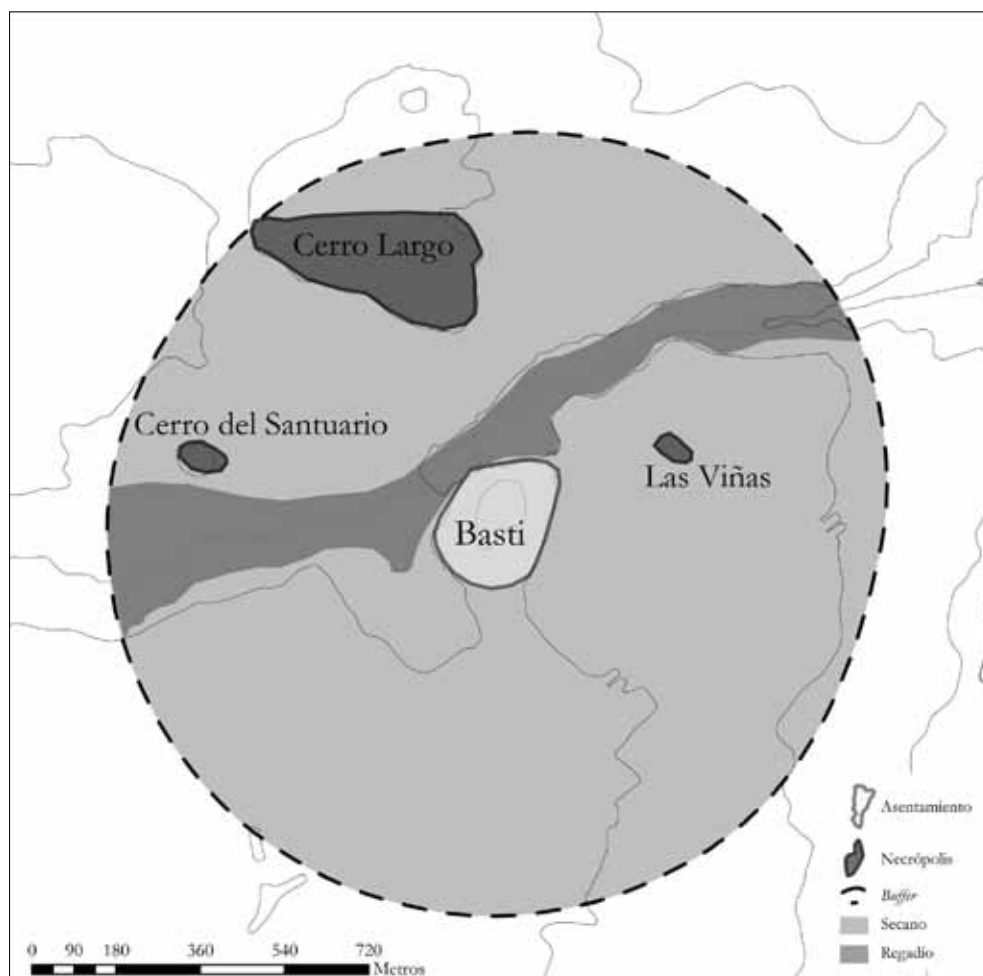 Cerro Largo
Cerro del Santuario
Las Viñas
Basti
Asentamiento
Necrópolis
Buffer
Secano
Regadío
0 90 180 360 540 720
Metros